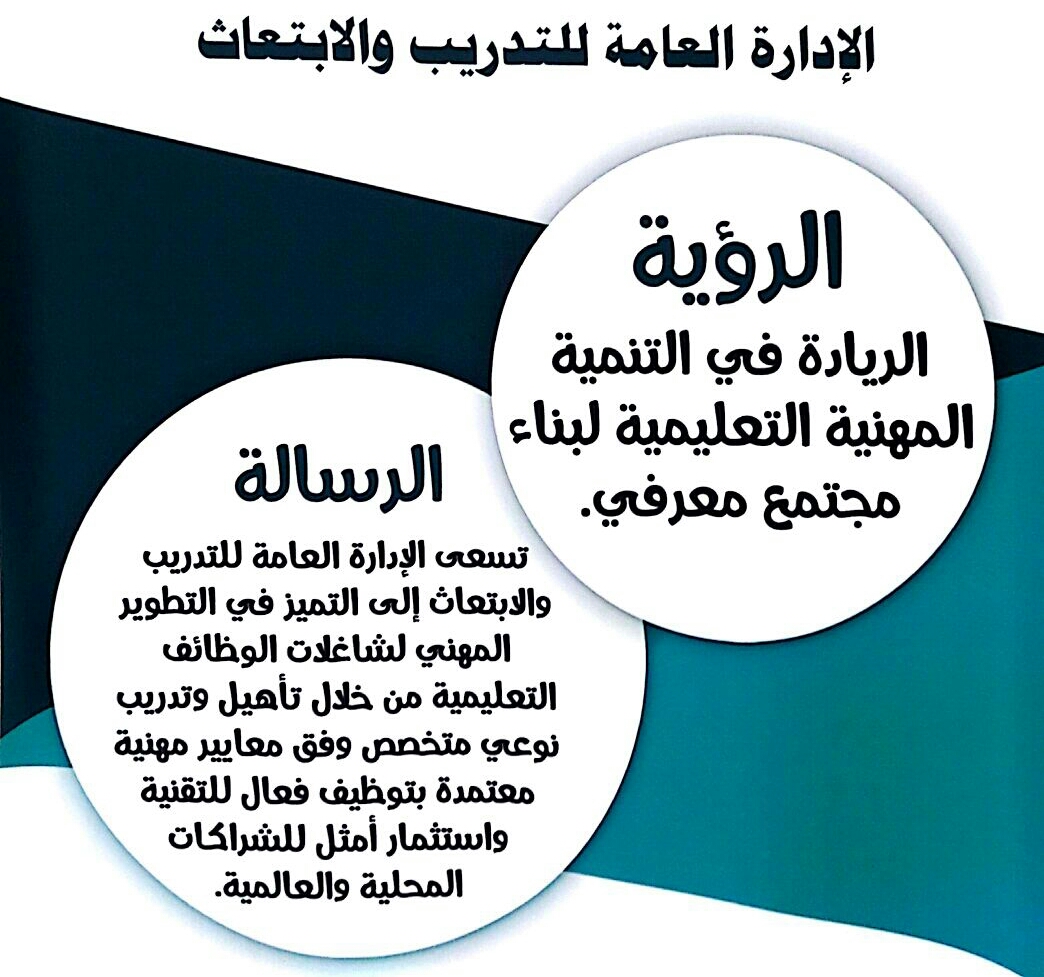 الإدارة العامة للتدريب والابتعاث
الرؤية
الريادة في التنمية
المهنية التعليمية لبناء
مجتمع معرفي.
الرسالة
تسعى الإدارة العامة للتدريب
والابتعاث إلى التميز في التطوير
المهني لشاغلات الوظائف
التعليمية من خلال تأهيل وتدريب
نوعي متخصص وفق معايير مهنية
معتمدة بتوظيف فعال للتقنية
واستثمار أمثل للشراكات
المحلية والعالمية.